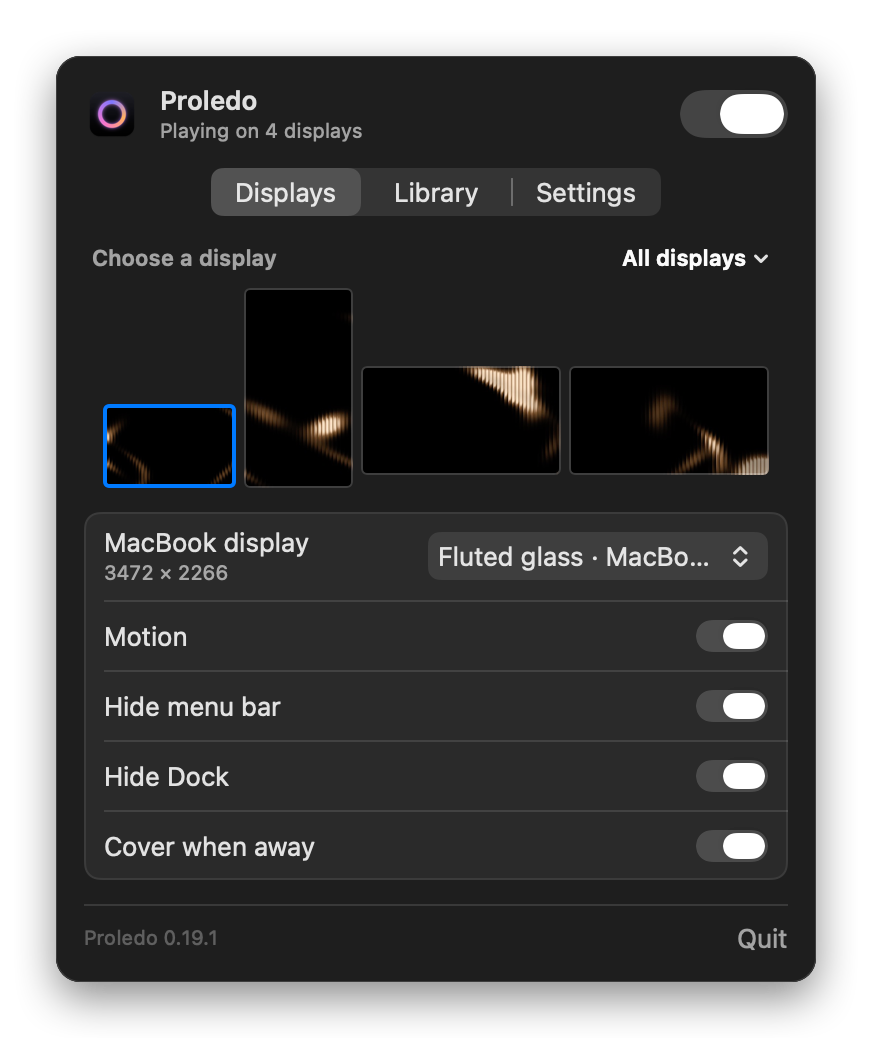 Proledo
Playing on 4 displays
Displays
Library
Settings
Choose a display
All displays
MacBook display
3472 × 2266
Fluted glass · MacBo...
Motion
Hide menu bar
Hide Dock
Cover when away
Proledo 0.19.1
Quit